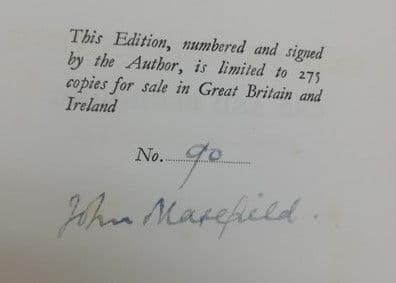 This Edition, numbered and signed
by the Author, is limited to 275
copies for sale in Great Britain and
Ireland
No. 90
John Masefield.